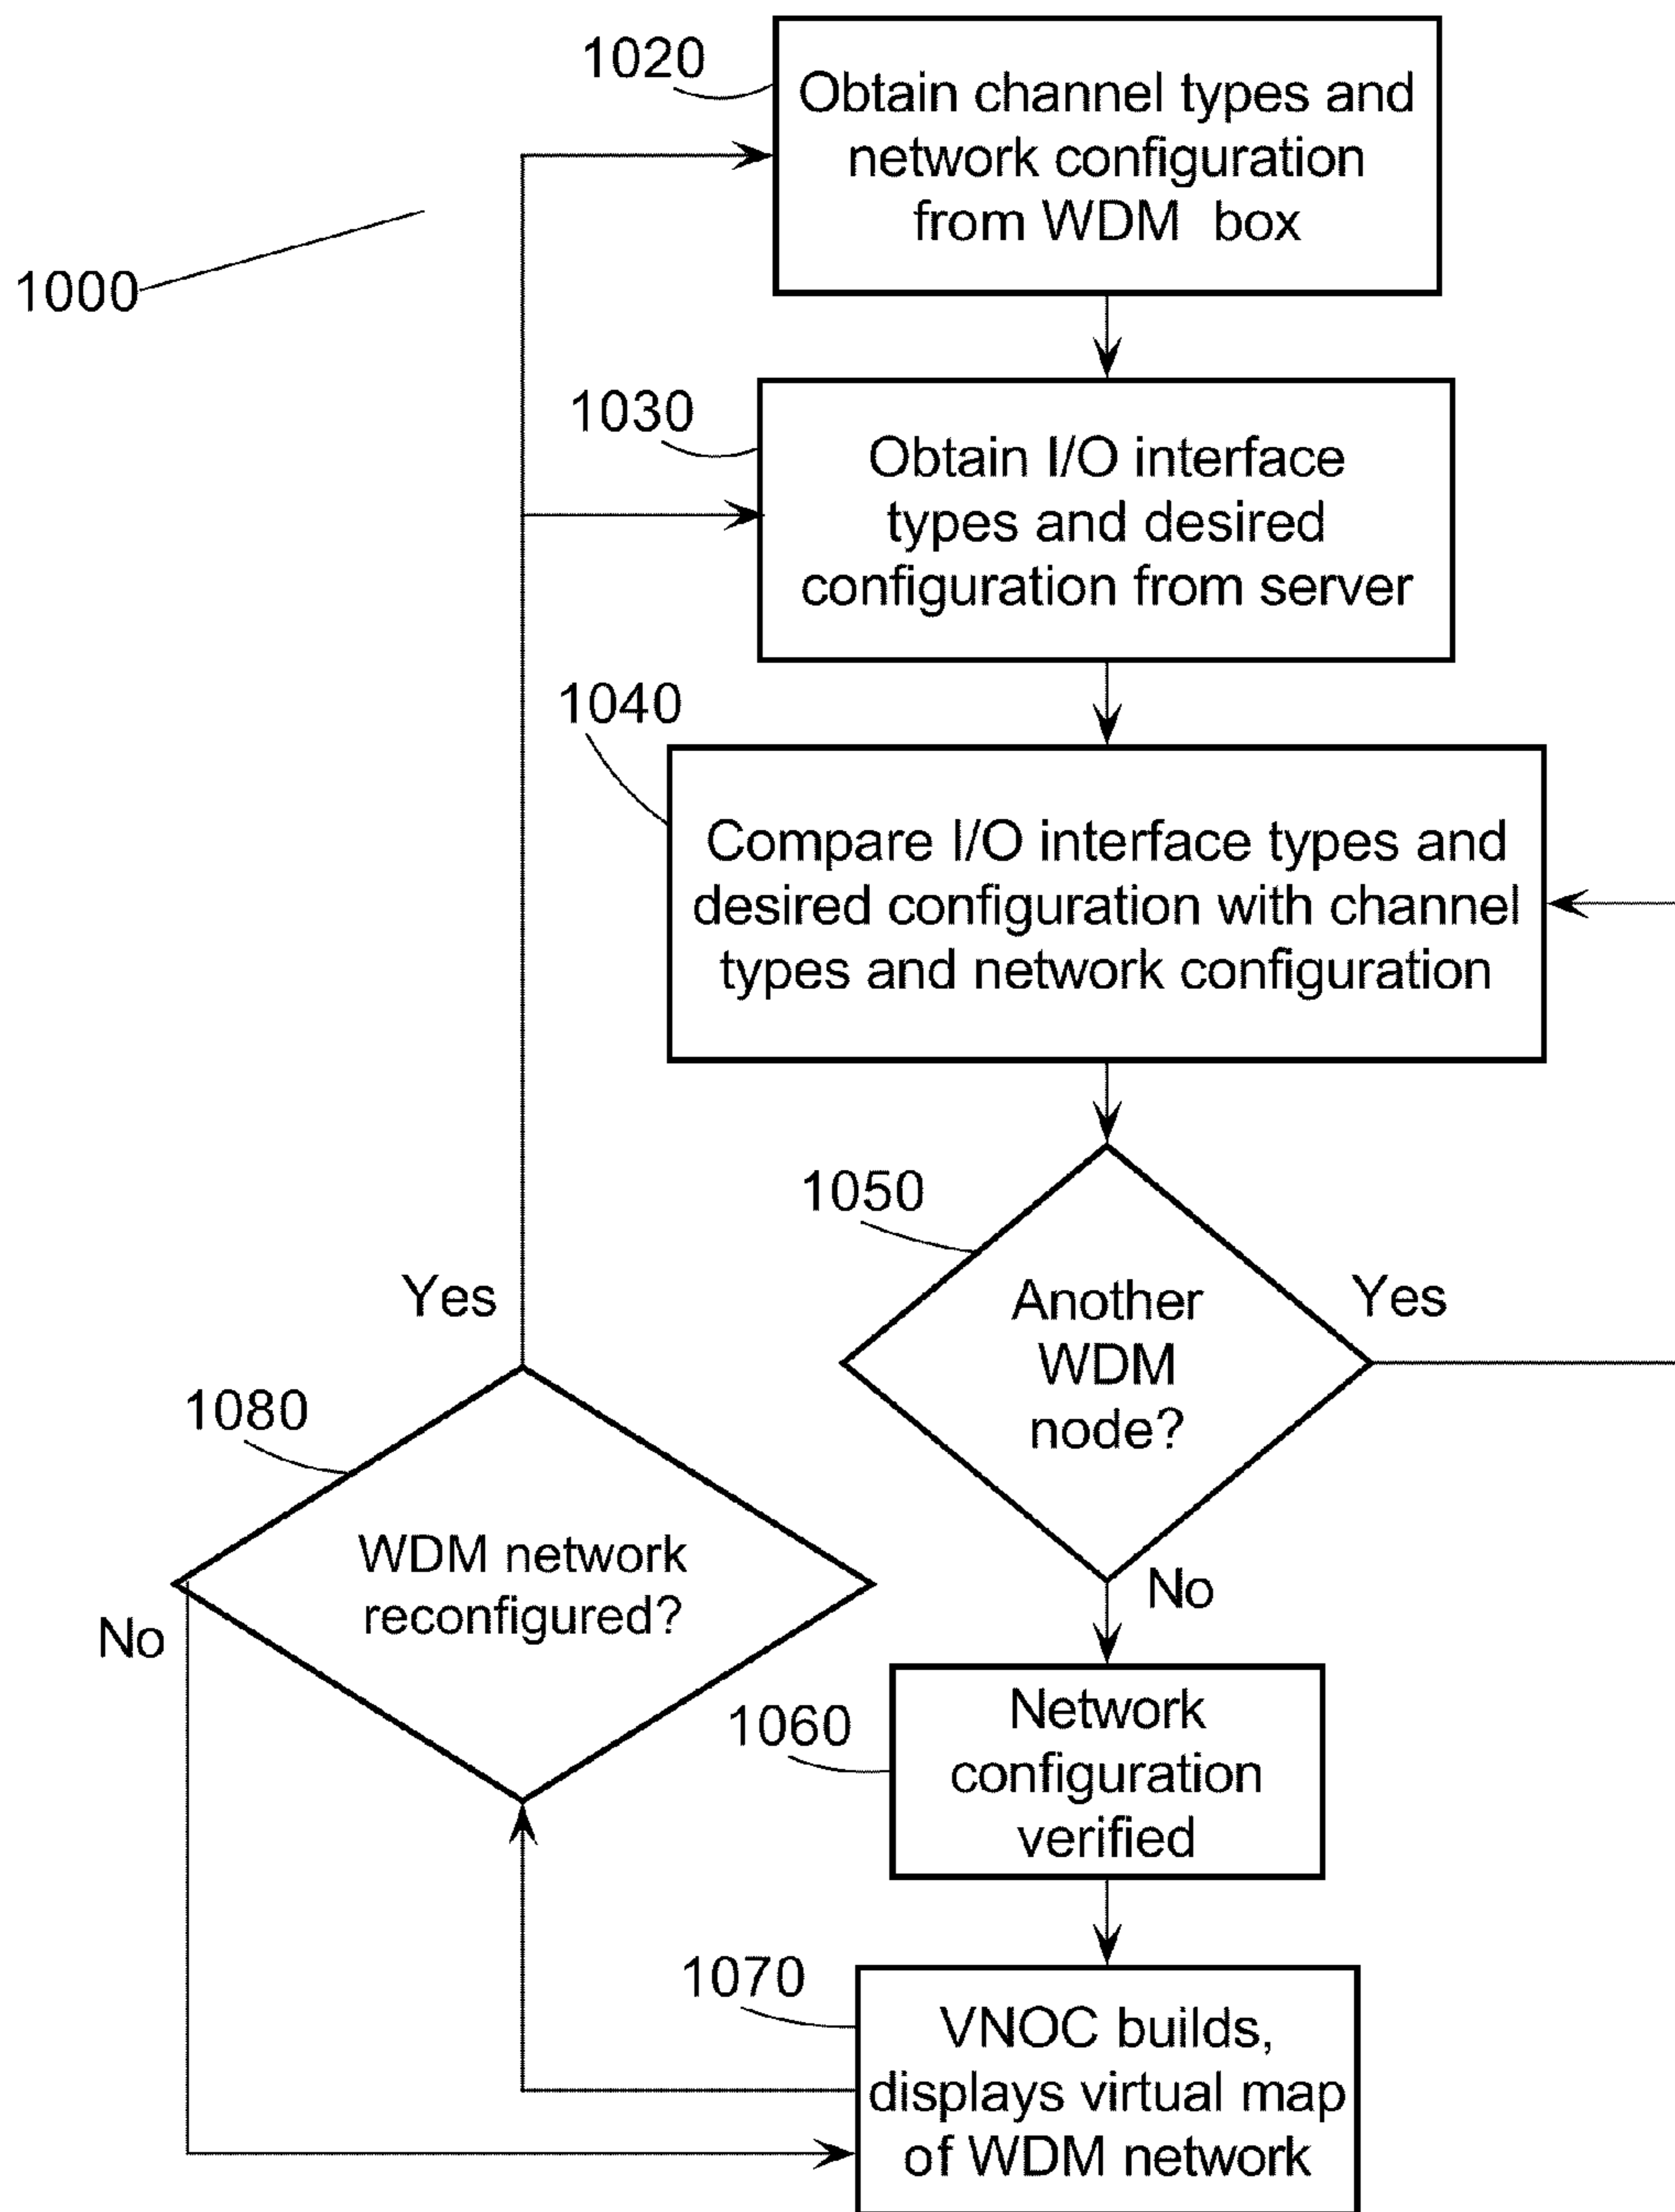 1020
Obtain channel types and
network configuration
from WDM box
1000
1030
Obtain I/O interface
types and desired
configuration from server
1040
Compare I/O interface types and
desired configuration with channel
types and network configuration
1050
Another
WDM
node?
Yes
Yes
1080
WDM network
reconfigured?
No
No
1060
Network
configuration
verified
1070
VNOC builds,
displays virtual map
of WDM network